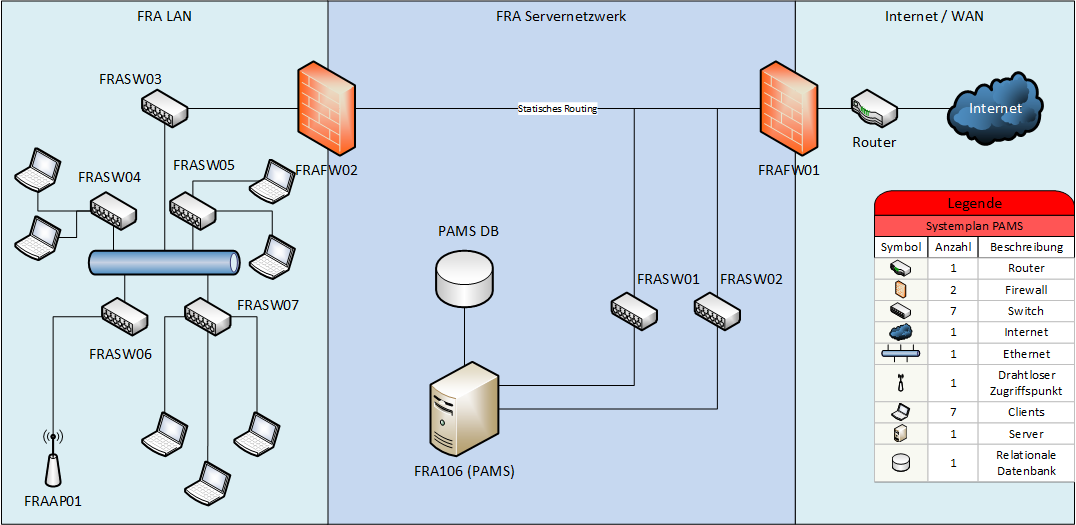 FRA LAN
FRA Servernetzwerk
Internet / WAN
FRASW03
Statisches Routing
Internet
Router
FRAFW02
FRAFW01
FRASW05
FRASW04
PAMS DB
FRASW01
FRASW02
FRASW07
FRASW06
FRA106 (PAMS)
FRAAP01
Legende
Systemplan PAMS
Symbol Anzahl Beschreibung
1 Router
2 Firewall
7 Switch
1 Internet
1 Ethernet
1 Drahtloser
Zugriffspunkt
7 Clients
1 Server
1 Relationale
Datenbank